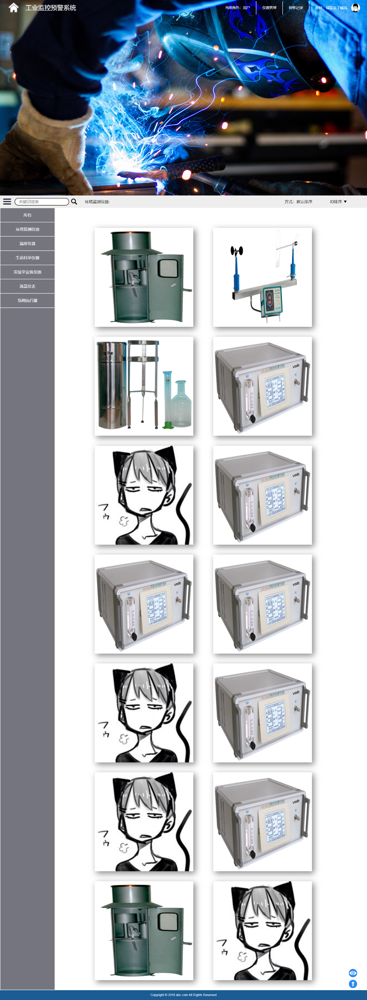 工业监控预警系统
当前角色：用户
仪器管理
检修记录
你好，城管来了喊我
关键词搜索
环境监测仪器:
方式：默认排序
ID排序 ▼
所有
环境监测仪器
温度仪器
生命科学仪器
实验室设备仪器
流量仪表
泵阀执行器
vodo
フゥ
vodo
vodo
vodo
フゥ
vodo
フゥ
vodo
フゥ
Copyright © 2018 abc.com All Rights Reserved